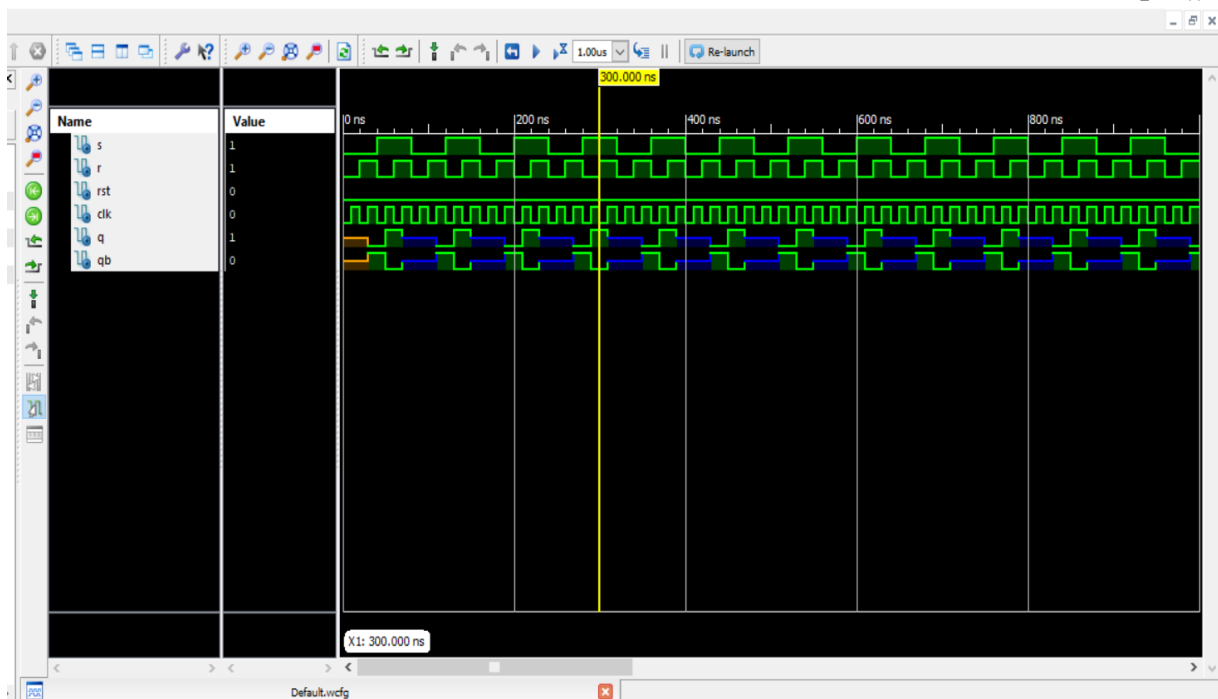 1.00us
Re-launch
300.000 ns
Name Value
0 ns 200 ns 400 ns 600 ns 800 ns
s 1
r 1
rst 0
clk 0
q 1
qb 0
X1: 300.000 ns
Default.wcfg